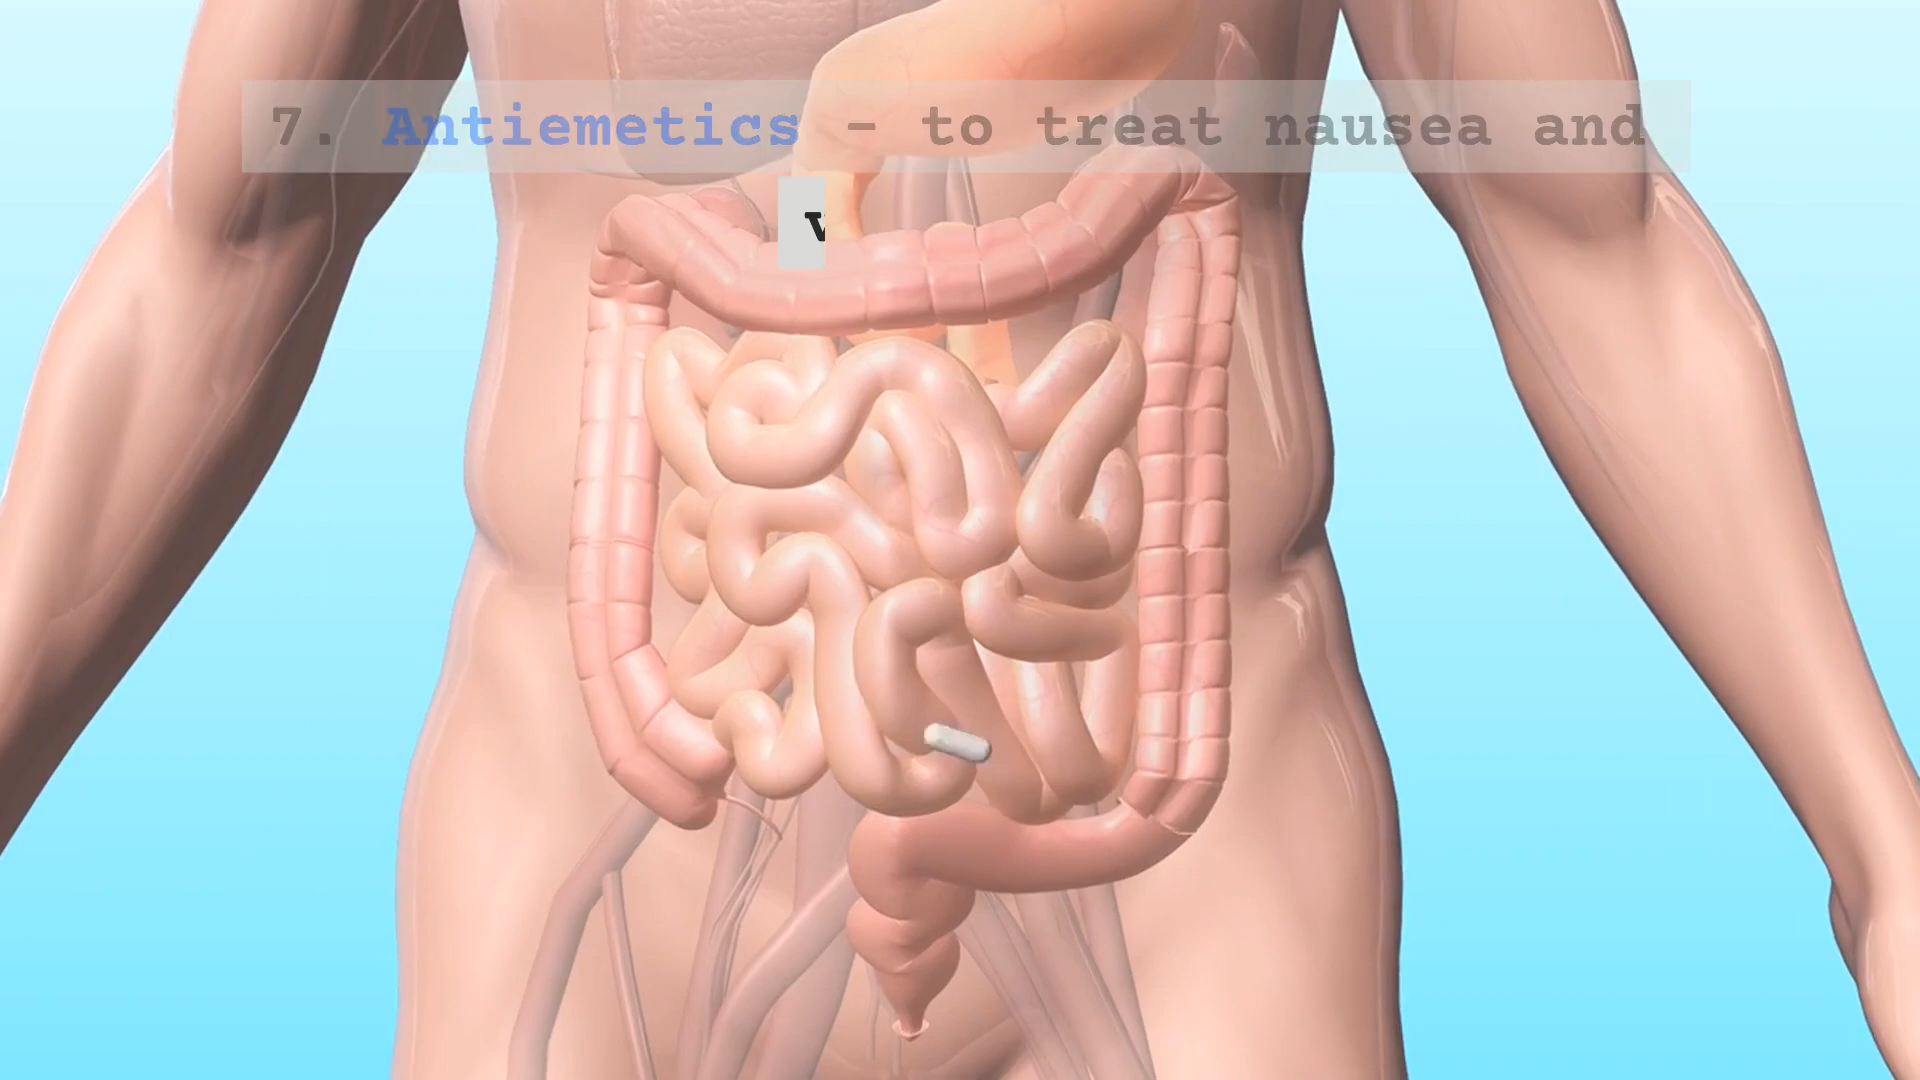 7. Antiemetics – to treat nausea and
v